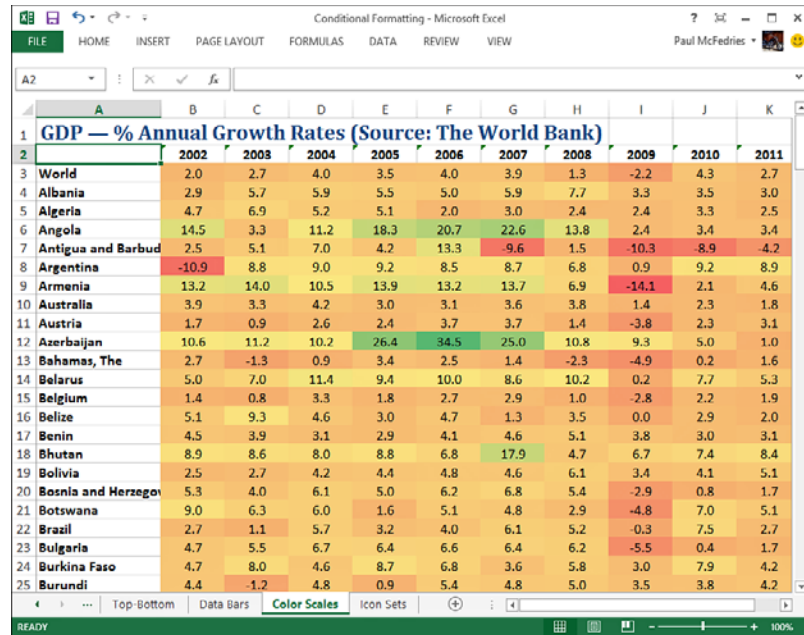 Conditional Formatting - Microsoft Excel
FILE HOME INSERT PAGE LAYOUT FORMULAS DATA REVIEW VIEW Paul McFedries
A2 fx
A B C D E F G H I J K
1 GDP — % Annual Growth Rates (Source: The World Bank)
2 2002 2003 2004 2005 2006 2007 2008 2009 2010 2011
3 World 2.0 2.7 4.0 3.5 4.0 3.9 1.3 -2.2 4.3 2.7
4 Albania 2.9 5.7 5.9 5.5 5.0 5.9 7.7 3.3 3.5 3.0
5 Algeria 4.7 6.9 5.2 5.1 2.0 3.0 2.4 2.4 3.3 2.5
6 Angola 14.5 3.3 11.2 18.3 20.7 22.6 13.8 2.4 3.4 3.4
7 Antigua and Barbud 2.5 5.1 7.0 4.2 13.3 -9.6 1.5 -10.3 -8.9 -4.2
8 Argentina -10.9 8.8 9.0 9.2 8.5 8.7 6.8 0.9 9.2 8.9
9 Armenia 13.2 14.0 10.5 13.9 13.2 13.7 6.9 -14.1 2.1 4.6
10 Australia 3.9 3.3 4.2 3.0 3.1 3.6 3.8 1.4 2.3 1.8
11 Austria 1.7 0.9 2.6 2.4 3.7 3.7 1.4 -3.8 2.3 3.1
12 Azerbaijan 10.6 11.2 10.2 26.4 34.5 25.0 10.8 9.3 5.0 1.0
13 Bahamas, The 2.7 -1.3 0.9 3.4 2.5 1.4 -2.3 -4.9 0.2 1.6
14 Belarus 5.0 7.0 11.4 9.4 10.0 8.6 10.2 0.2 7.7 5.3
15 Belgium 1.4 0.8 3.3 1.8 2.7 2.9 1.0 -2.8 2.2 1.9
16 Belize 5.1 9.3 4.6 3.0 4.7 1.3 3.5 0.0 2.9 2.0
17 Benin 4.5 3.9 3.1 2.9 4.1 4.6 5.1 3.8 3.0 3.1
18 Bhutan 8.9 8.6 8.0 8.8 6.8 17.9 4.7 6.7 7.4 8.4
19 Bolivia 2.5 2.7 4.2 4.4 4.8 4.6 6.1 3.4 4.1 5.1
20 Bosnia and Herzegov 5.3 4.0 6.1 5.0 6.2 6.8 5.4 -2.9 0.8 1.7
21 Botswana 9.0 6.3 6.0 1.6 5.1 4.8 2.9 -4.8 7.0 5.1
22 Brazil 2.7 1.1 5.7 3.2 4.0 6.1 5.2 -0.3 7.5 2.7
23 Bulgaria 4.7 5.5 6.7 6.4 6.6 6.4 6.2 -5.5 0.4 1.7
24 Burkina Faso 4.7 8.0 4.6 8.7 6.8 3.6 5.8 3.0 7.9 4.2
25 Burundi 4.4 -1.2 4.8 0.9 5.4 4.8 5.0 3.5 3.8 4.2
... Top-Bottom Data Bars Color Scales Icon Sets
READY 100%